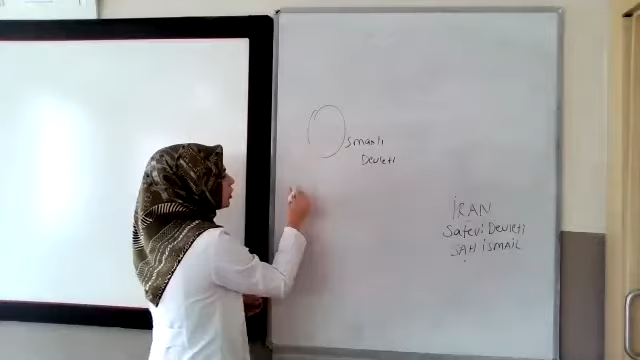 Osmanlı
Devleti
İRAN
Safevi Devleti
ŞAH İSMAİL